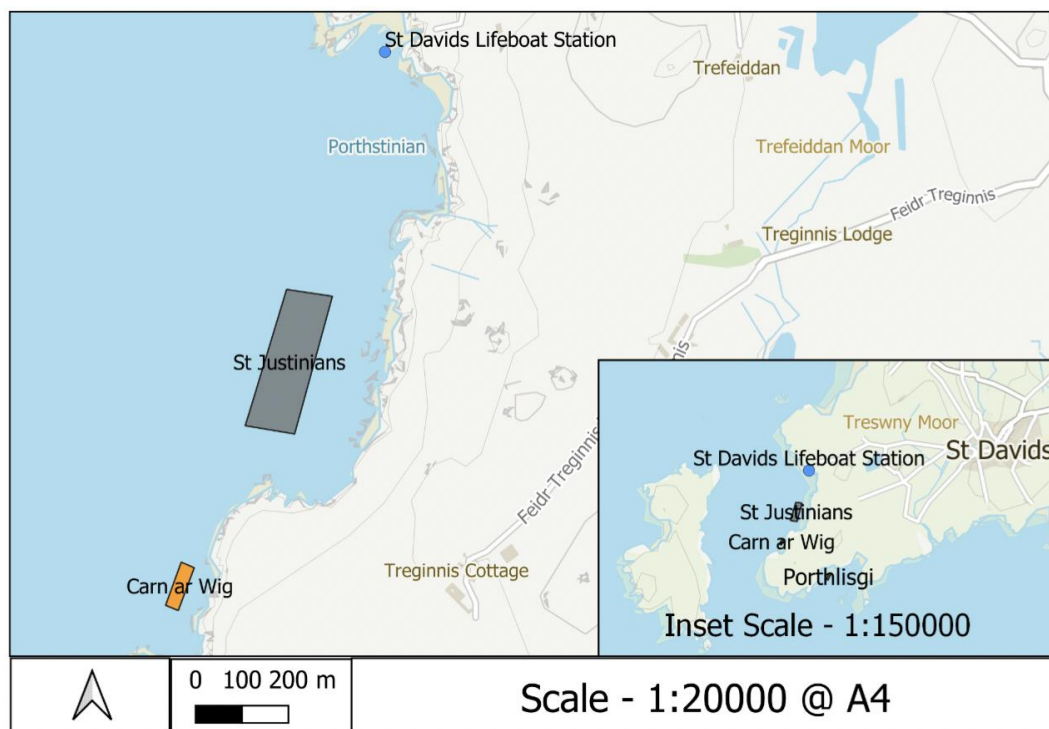 St Davids Lifeboat Station
Trefeiddan
Porthstinian
Trefeiddan Moor
Feidr Treginnis
Treginnis Lodge
St Justinians
nnis
Feidr Treginnis
Carn ar Wig
Treginnis Cottage
Treswny Moor
St Davids
St Davids Lifeboat Station
St Justinians
Carn ar Wig
Porthlisgi
Inset Scale - 1:150000
0 100 200 m
Scale - 1:20000 @ A4